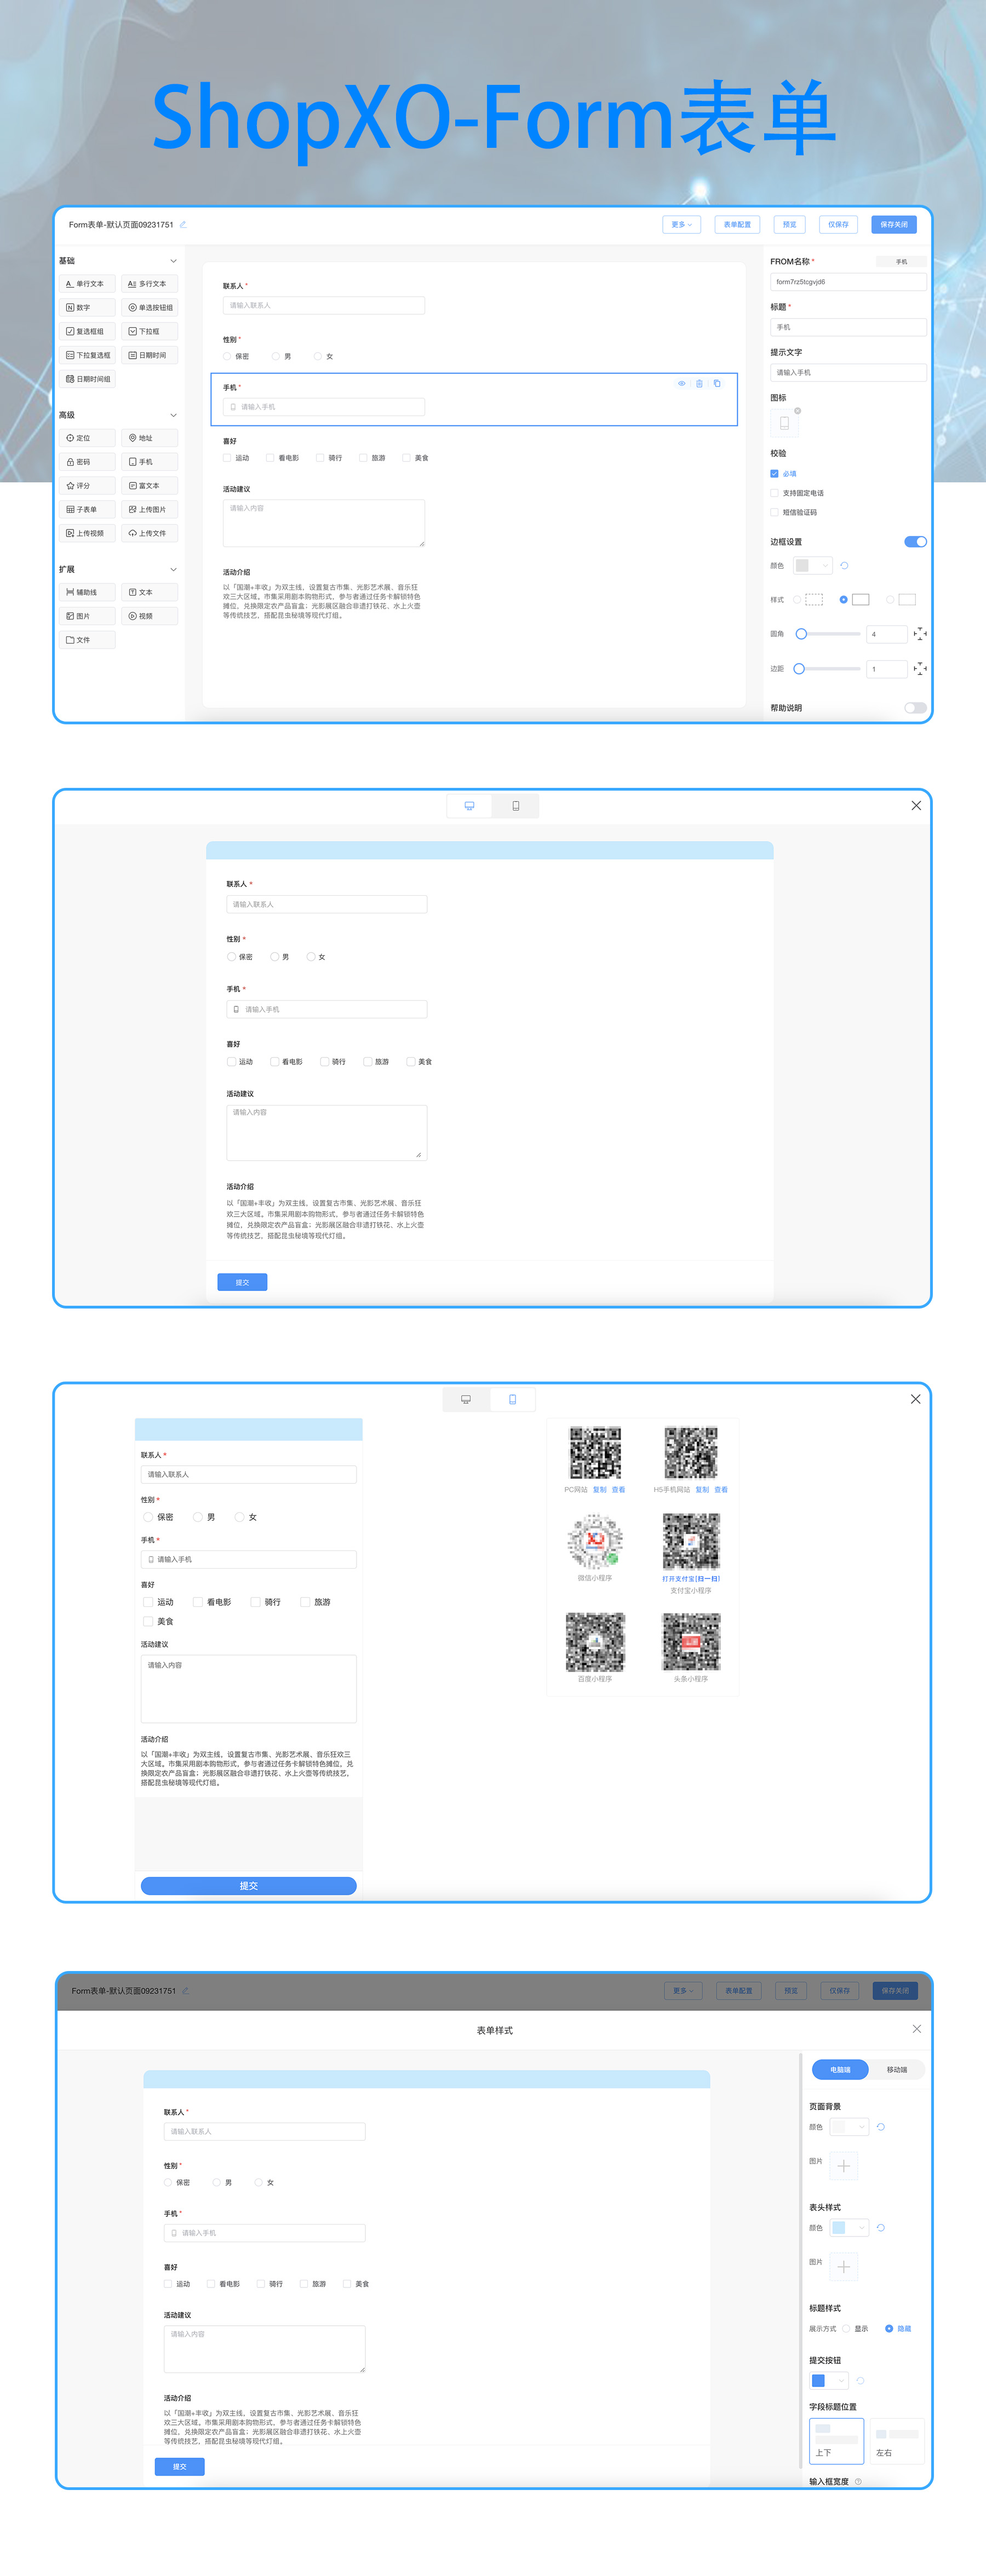 ShopXO-Form表单
Form表单-默认页面09231751
更多 表单配置 预览 仅保存 保存关闭
基础
单行文本 多行文本
数字 单选按钮组
复选框组 下拉框
下拉复选框 日期时间
日期时间组
高级
定位 地址
密码 手机
评分 富文本
子表单 上传图片
上传视频 上传文件
扩展
辅助线 文本
图片 视频
文件
联系人 *
请输入联系人
性别 *
保密 男 女
手机 *
请输入手机
喜好
运动 看电影 骑行 旅游 美食
活动建议
请输入内容
活动介绍
以「国潮+丰收」为双主线，设置复古市集、光影艺术展、音乐狂
欢三大区域。市集采用剧本购物形式，参与者通过任务卡解锁特色
摊位，兑换限定农产品盲盒；光影展区融合非遗打铁花、水上火壶
等传统技艺，搭配昆虫秘境等现代灯组。
FROM名称 * 手机
form7rz5tcgvjd6
标题 *
手机
提示文字
请输入手机
图标
校验
必填
支持固定电话
短信验证码
边框设置
颜色
样式
圆角 4
边距 1
帮助说明
联系人 *
请输入联系人
性别 *
保密 男 女
手机 *
请输入手机
喜好
运动 看电影 骑行 旅游 美食
活动建议
请输入内容
活动介绍
以「国潮+丰收」为双主线，设置复古市集、光影艺术展、音乐狂
欢三大区域。市集采用剧本购物形式，参与者通过任务卡解锁特色
摊位，兑换限定农产品盲盒；光影展区融合非遗打铁花、水上火壶
等传统技艺，搭配昆虫秘境等现代灯组。
提交
联系人 *
请输入联系人
性别 *
保密 男 女
手机 *
请输入手机
喜好
运动 看电影 骑行 旅游
美食
活动建议
请输入内容
活动介绍
以「国潮+丰收」为双主线，设置复古市集、光影艺术展、音乐狂欢三
大区域。市集采用剧本购物形式，参与者通过任务卡解锁特色摊位，兑
换限定农产品盲盒；光影展区融合非遗打铁花、水上火壶等传统技艺，
搭配昆虫秘境等现代灯组。
提交
PC网站 复制 查看 H5手机网站 复制 查看
微信小程序
打开支付宝[扫一扫]
支付宝小程序
百度小程序 头条小程序
Form表单-默认页面09231751
更多 表单配置 预览 仅保存 保存关闭
表单样式
联系人 *
请输入联系人
性别 *
保密 男 女
手机 *
请输入手机
喜好
运动 看电影 骑行 旅游 美食
活动建议
请输入内容
活动介绍
以「国潮+丰收」为双主线，设置复古市集、光影艺术展、音乐狂
欢三大区域。市集采用剧本购物形式，参与者通过任务卡解锁特色
摊位，兑换限定农产品盲盒；光影展区融合非遗打铁花、水上火壶
等传统技艺，搭配昆虫秘境等现代灯组。
提交
电脑端 移动端
页面背景
颜色
图片
表头样式
颜色
图片
标题样式
展示方式 显示 隐藏
提交按钮
字段标题位置
上下 左右
输入框宽度